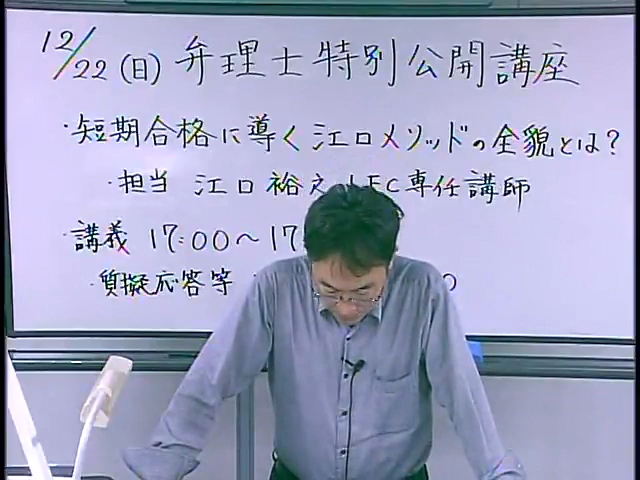 12/22(日) 弁理士特別公開講座
・短期合格に導く江口メソッドの全貌とは?
・担当 江口裕之 LEC専任講師
・講義 17:00〜17
・質擬応答等